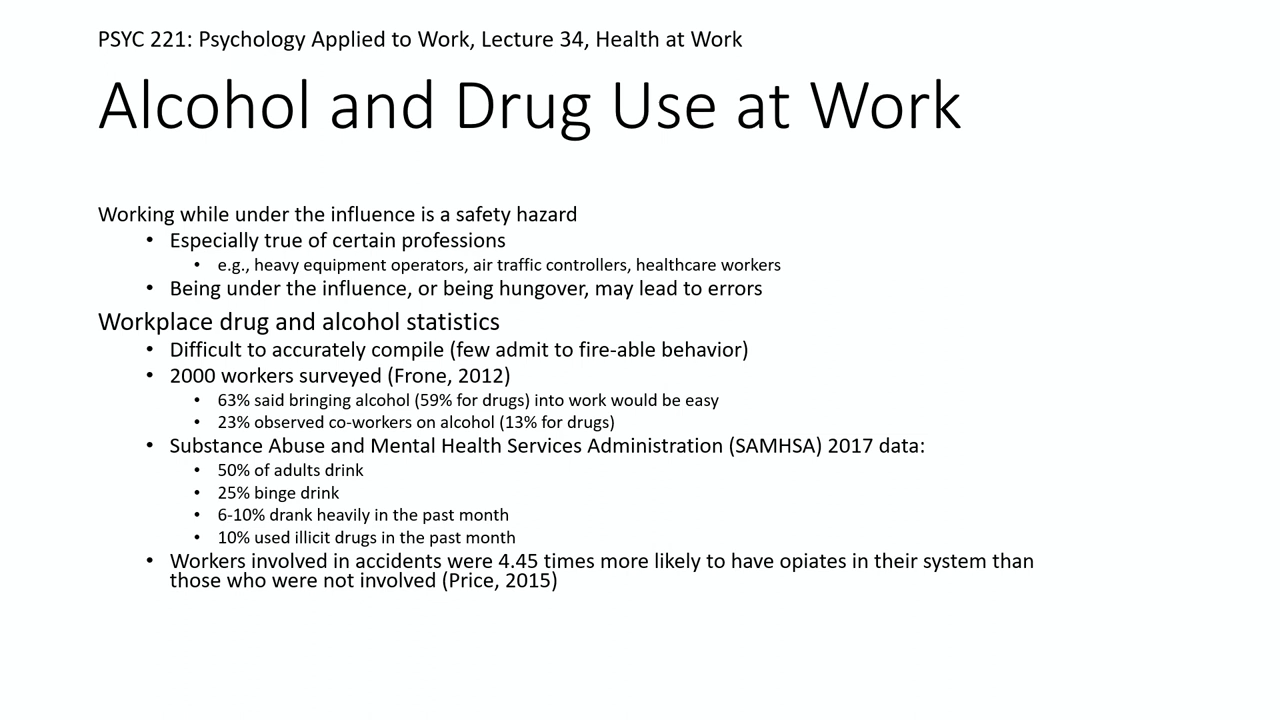 PSYC 221: Psychology Applied to Work, Lecture 34, Health at Work
Alcohol and Drug Use at Work
Working while under the influence is a safety hazard
• Especially true of certain professions
• e.g., heavy equipment operators, air traffic controllers, healthcare workers
• Being under the influence, or being hungover, may lead to errors
Workplace drug and alcohol statistics
• Difficult to accurately compile (few admit to fire-able behavior)
• 2000 workers surveyed (Frone, 2012)
• 63% said bringing alcohol (59% for drugs) into work would be easy
• 23% observed co-workers on alcohol (13% for drugs)
• Substance Abuse and Mental Health Services Administration (SAMHSA) 2017 data:
• 50% of adults drink
• 25% binge drink
• 6-10% drank heavily in the past month
• 10% used illicit drugs in the past month
• Workers involved in accidents were 4.45 times more likely to have opiates in their system than
those who were not involved (Price, 2015)